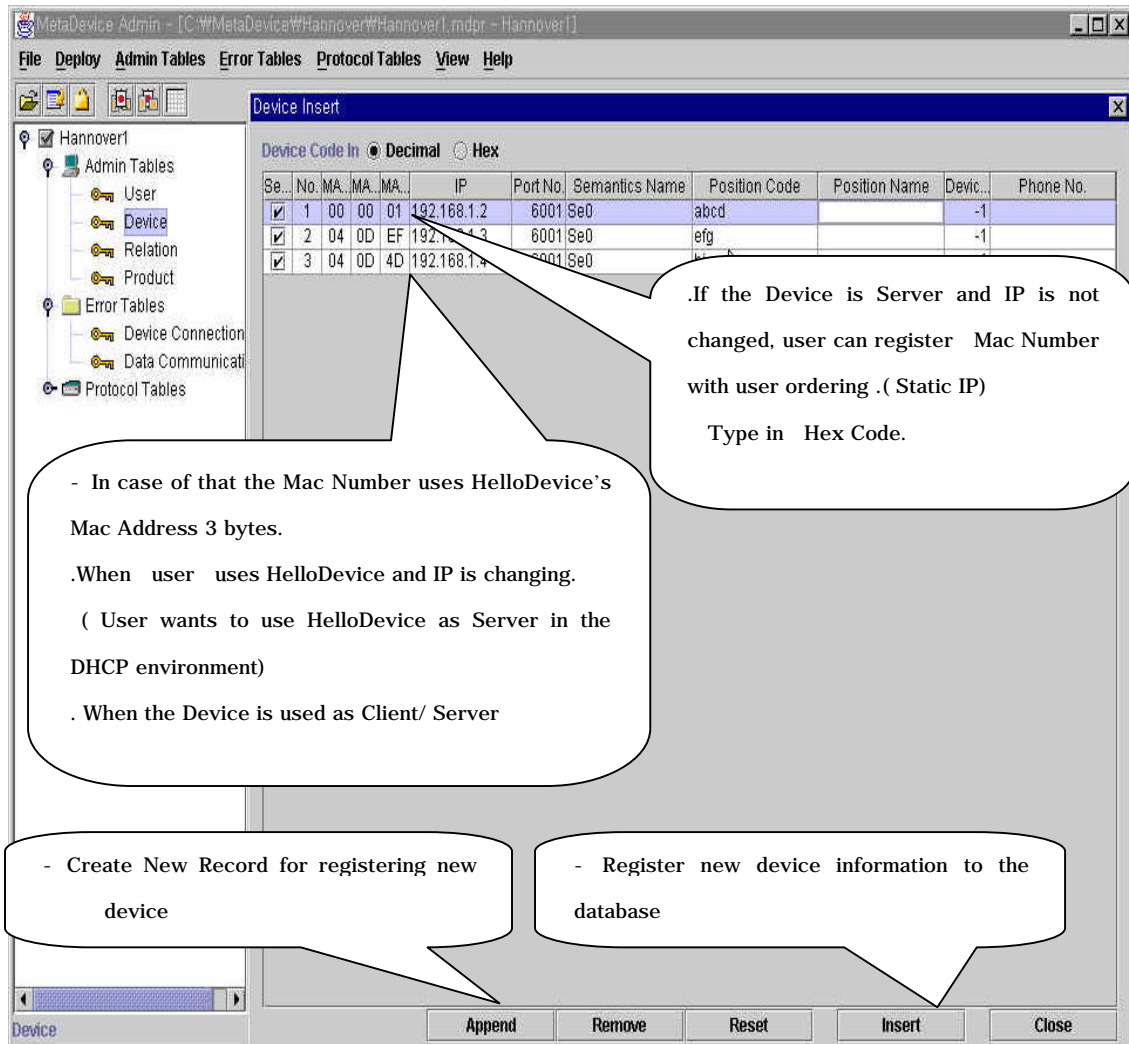 MetaDevice Admin - [C:₩MetaDevice₩Hannover₩Hannover1.mdpr - Hannover1]
File Deploy Admin Tables Error Tables Protocol Tables View Help
Device Insert
Hannover1
Admin Tables
User
Device
Relation
Product
Error Tables
Device Connection
Data Communicati
Protocol Tables
Device Code In Decimal Hex
Se... No. MA... MA... MA... IP Port No. Semantics Name Position Code Position Name Devic... Phone No.
1 00 00 01 192.168.1.2 6001 Se0 abcd -1
2 04 0D EF 192.168.1.3 6001 Se0 efg -1
3 04 0D 4D 192.168.1.4 6001 Se0
.If the Device is Server and IP is not
changed, user can register Mac Number
with user ordering .( Static IP)
Type in Hex Code.
- In case of that the Mac Number uses HelloDevice's
Mac Address 3 bytes.
.When user uses HelloDevice and IP is changing.
( User wants to use HelloDevice as Server in the
DHCP environment)
. When the Device is used as Client/ Server
- Create New Record for registering new
device
- Register new device information to the
database
Device
Append Remove Reset Insert Close